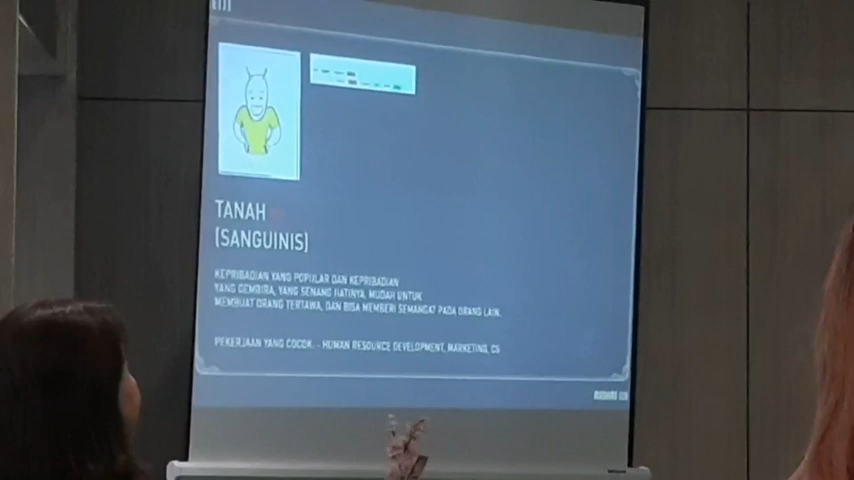 TANAH
(SANGUINIS)
KEPRIBADIAN YANG POPULAR DAN KEPRIBADIAN
YANG GEMBIRA, YANG SENANG HATINYA, MUDAH UNTUK
MEMBUAT ORANG TERTAWA, DAN BISA MEMBERI SEMANGAT PADA ORANG LAIN.
PEKERJAAN YANG COCOK. - HUMAN RESOURCE DEVELOPMENT, MARKETING, CS